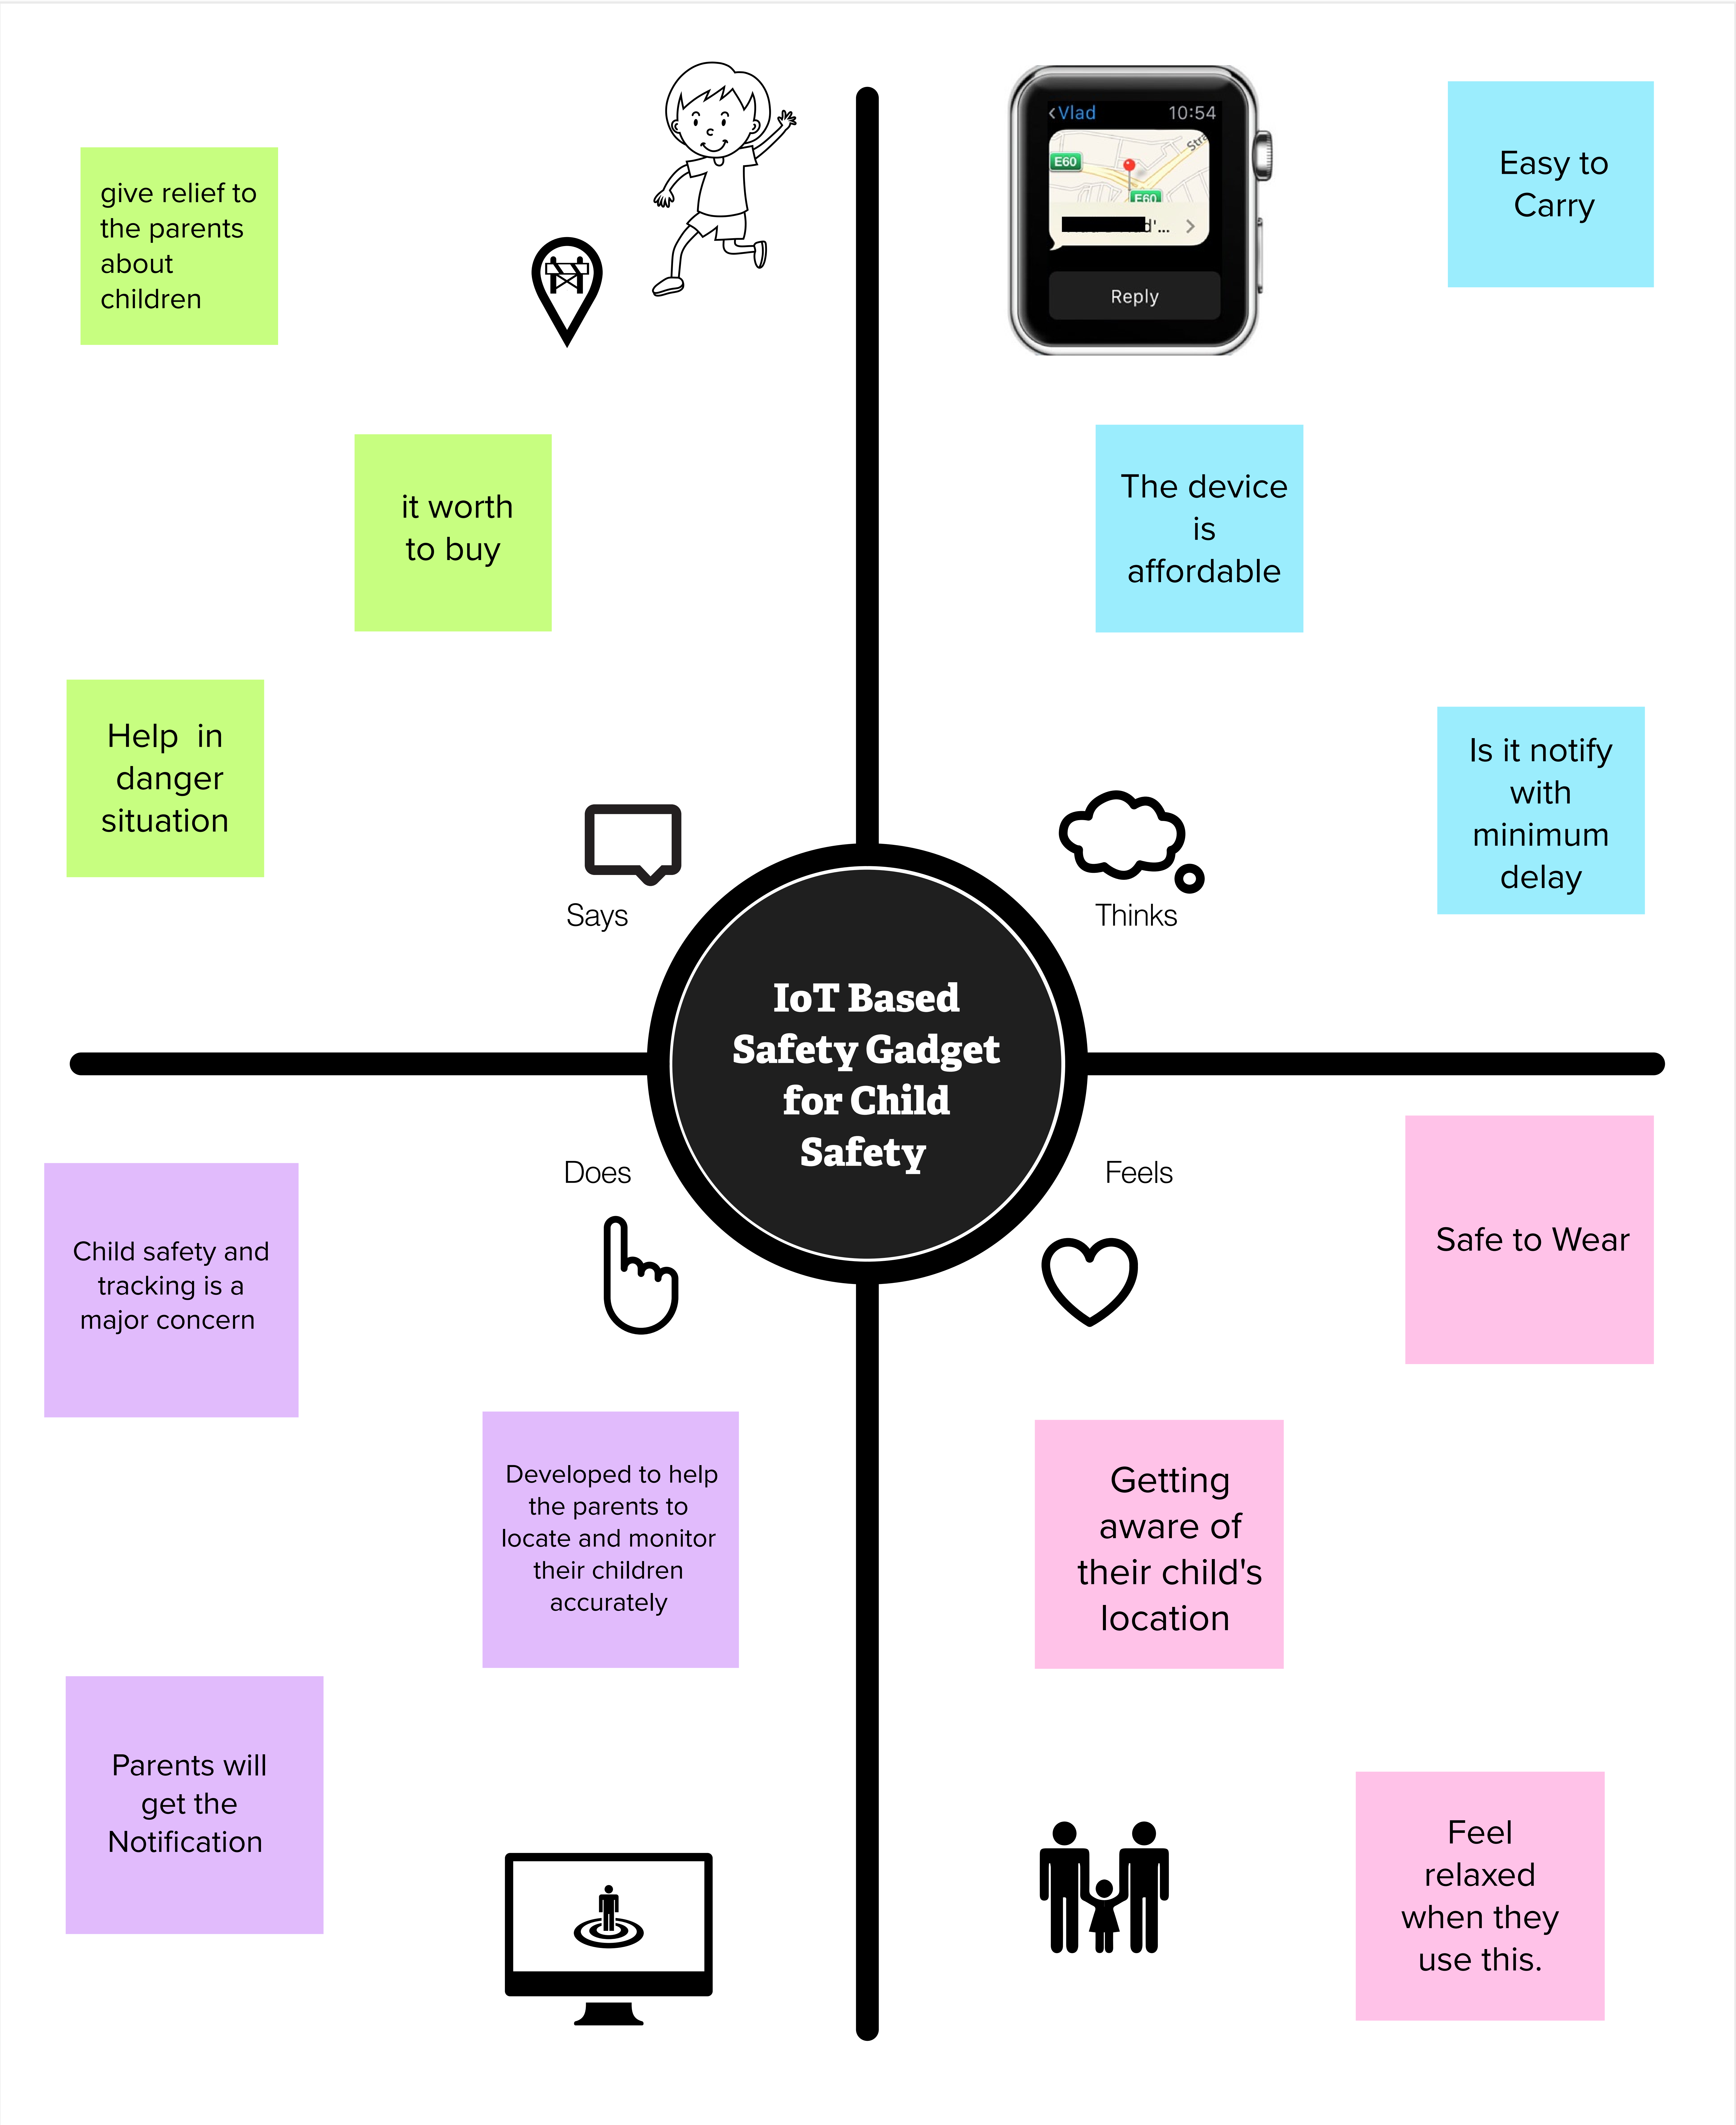 give relief to
the parents
about
children
it worth
to buy
Help in
danger
situation
Says
<Vlad 10:54
Str
E60
E60
d'...
Reply
Easy to
Carry
The device
is
affordable
Is it notify
with
minimum
delay
Thinks
IoT Based
Safety Gadget
for Child
Safety
Does
Child safety and
tracking is a
major concern
Developed to help
the parents to
locate and monitor
their children
accurately
Parents will
get the
Notification
Feels
Safe to Wear
Getting
aware of
their child's
location
Feel
relaxed
when they
use this.